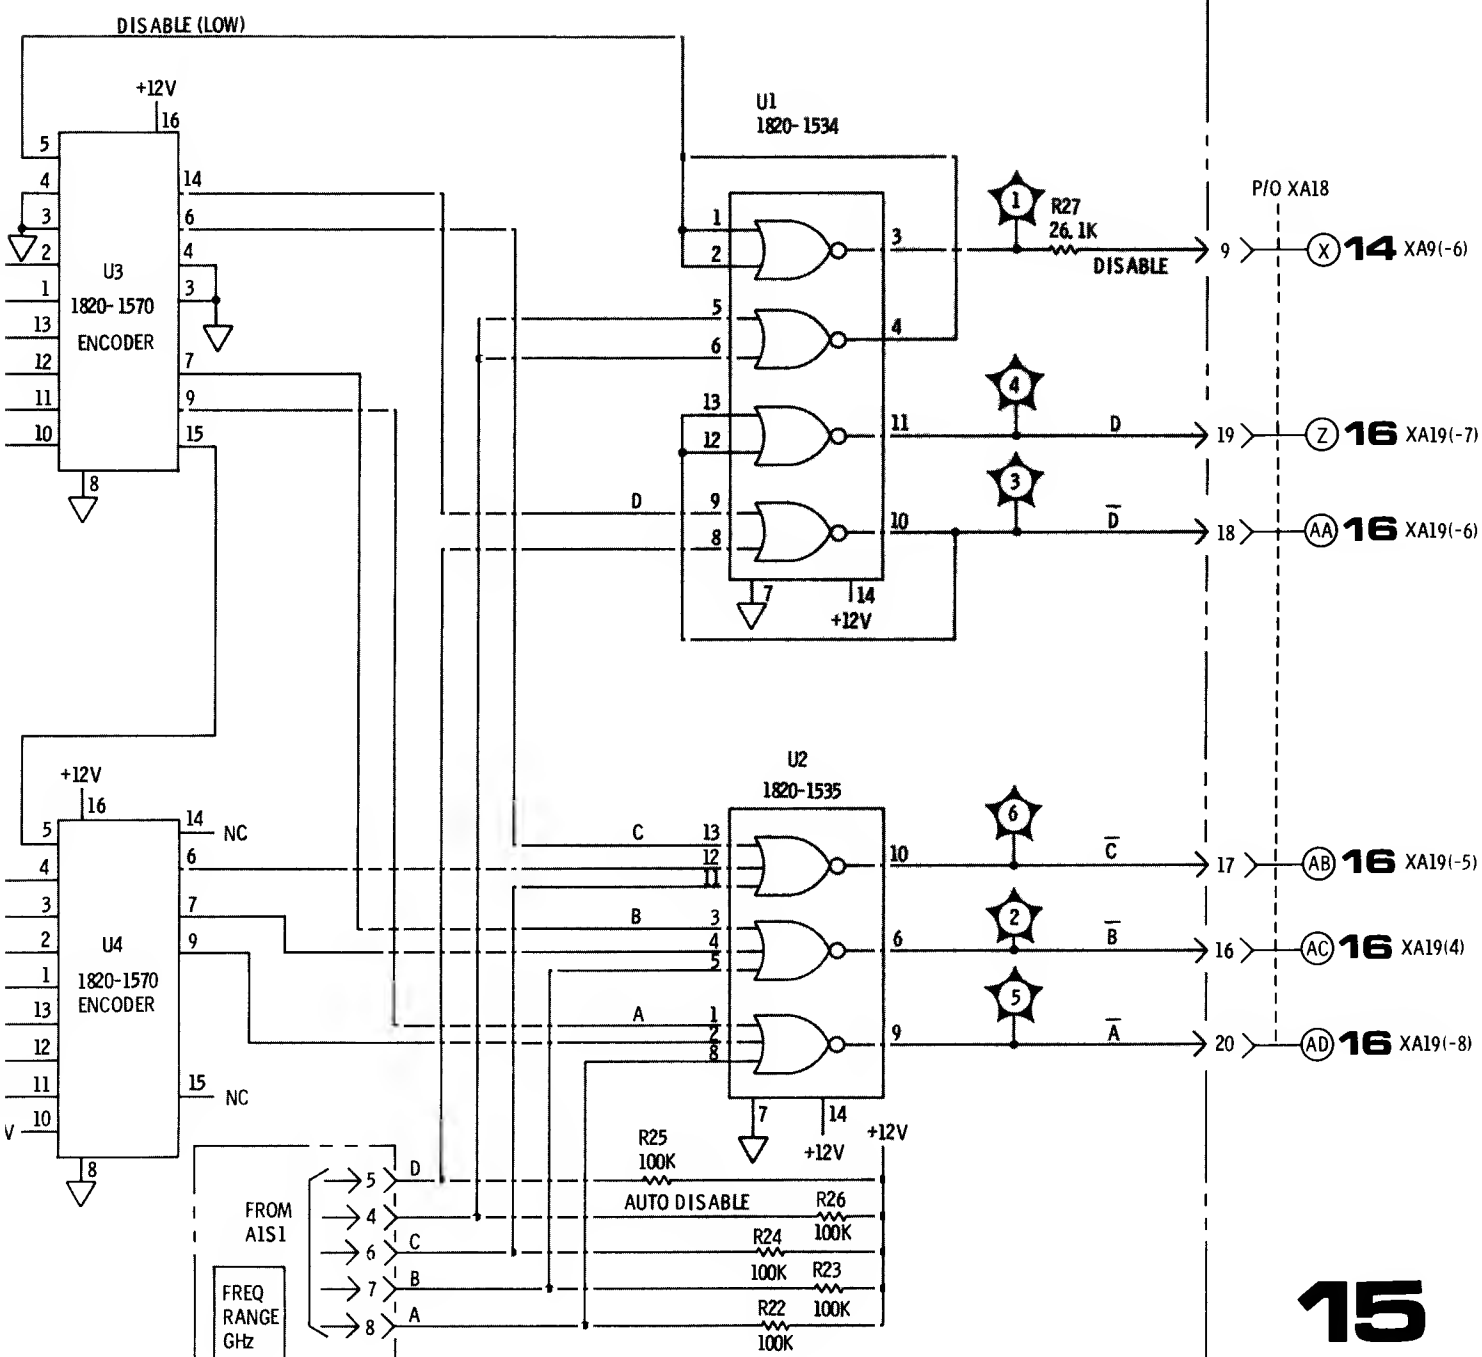 DISABLE (LOW)
+12V
16
5
4
3
2
1
13
12
11
10
14
6
4
3
7
9
15
8
U3
1820-1570
ENCODER
U1
1820-1534
1
2
3
5
6
4
13
12
11
D
9
8
10
7
14
+12V
1
R27
26.1K
DISABLE
9
P/O XA18
X
14
XA9(-6)
4
D
19
Z
16
XA19(-7)
3
D̅
18
AA
16
XA19(-6)
+12V
16
5
4
3
2
1
13
12
11
V
10
14
NC
6
7
9
15
NC
8
U4
1820-1570
ENCODER
U2
1820-1535
C
13
12
11
10
B
3
4
5
6
A
1
2
8
9
7
14
+12V
+12V
6
C̅
17
AB
16
XA19(-5)
2
B̅
16
AC
16
XA19(4)
5
A̅
20
AD
16
XA19(-8)
FROM
A1S1
5
D
4
6
C
7
B
8
A
FREQ
RANGE
GHz
R25
100K
AUTO DISABLE
R26
100K
R24
100K
R23
100K
R22
100K
15